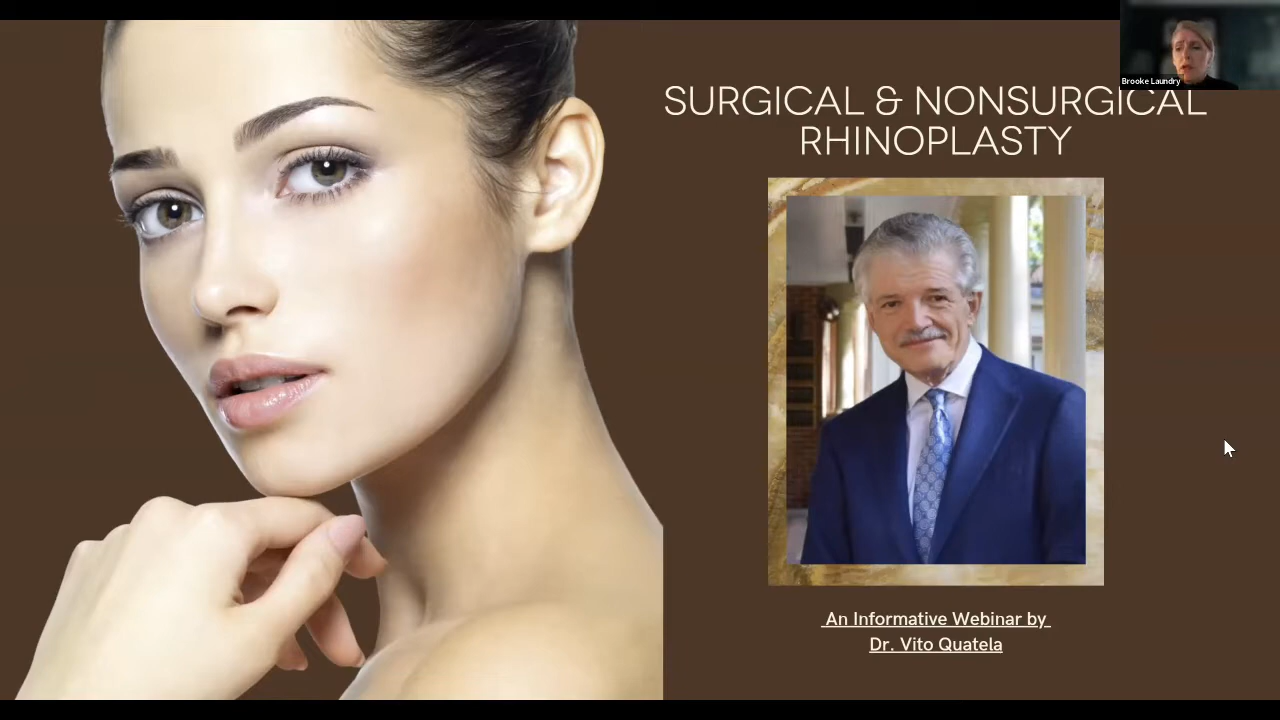 Brooke Laundry
SURGICAL & NONSURGICAL
RHINOPLASTY
An Informative Webinar by
Dr. Vito Quatela